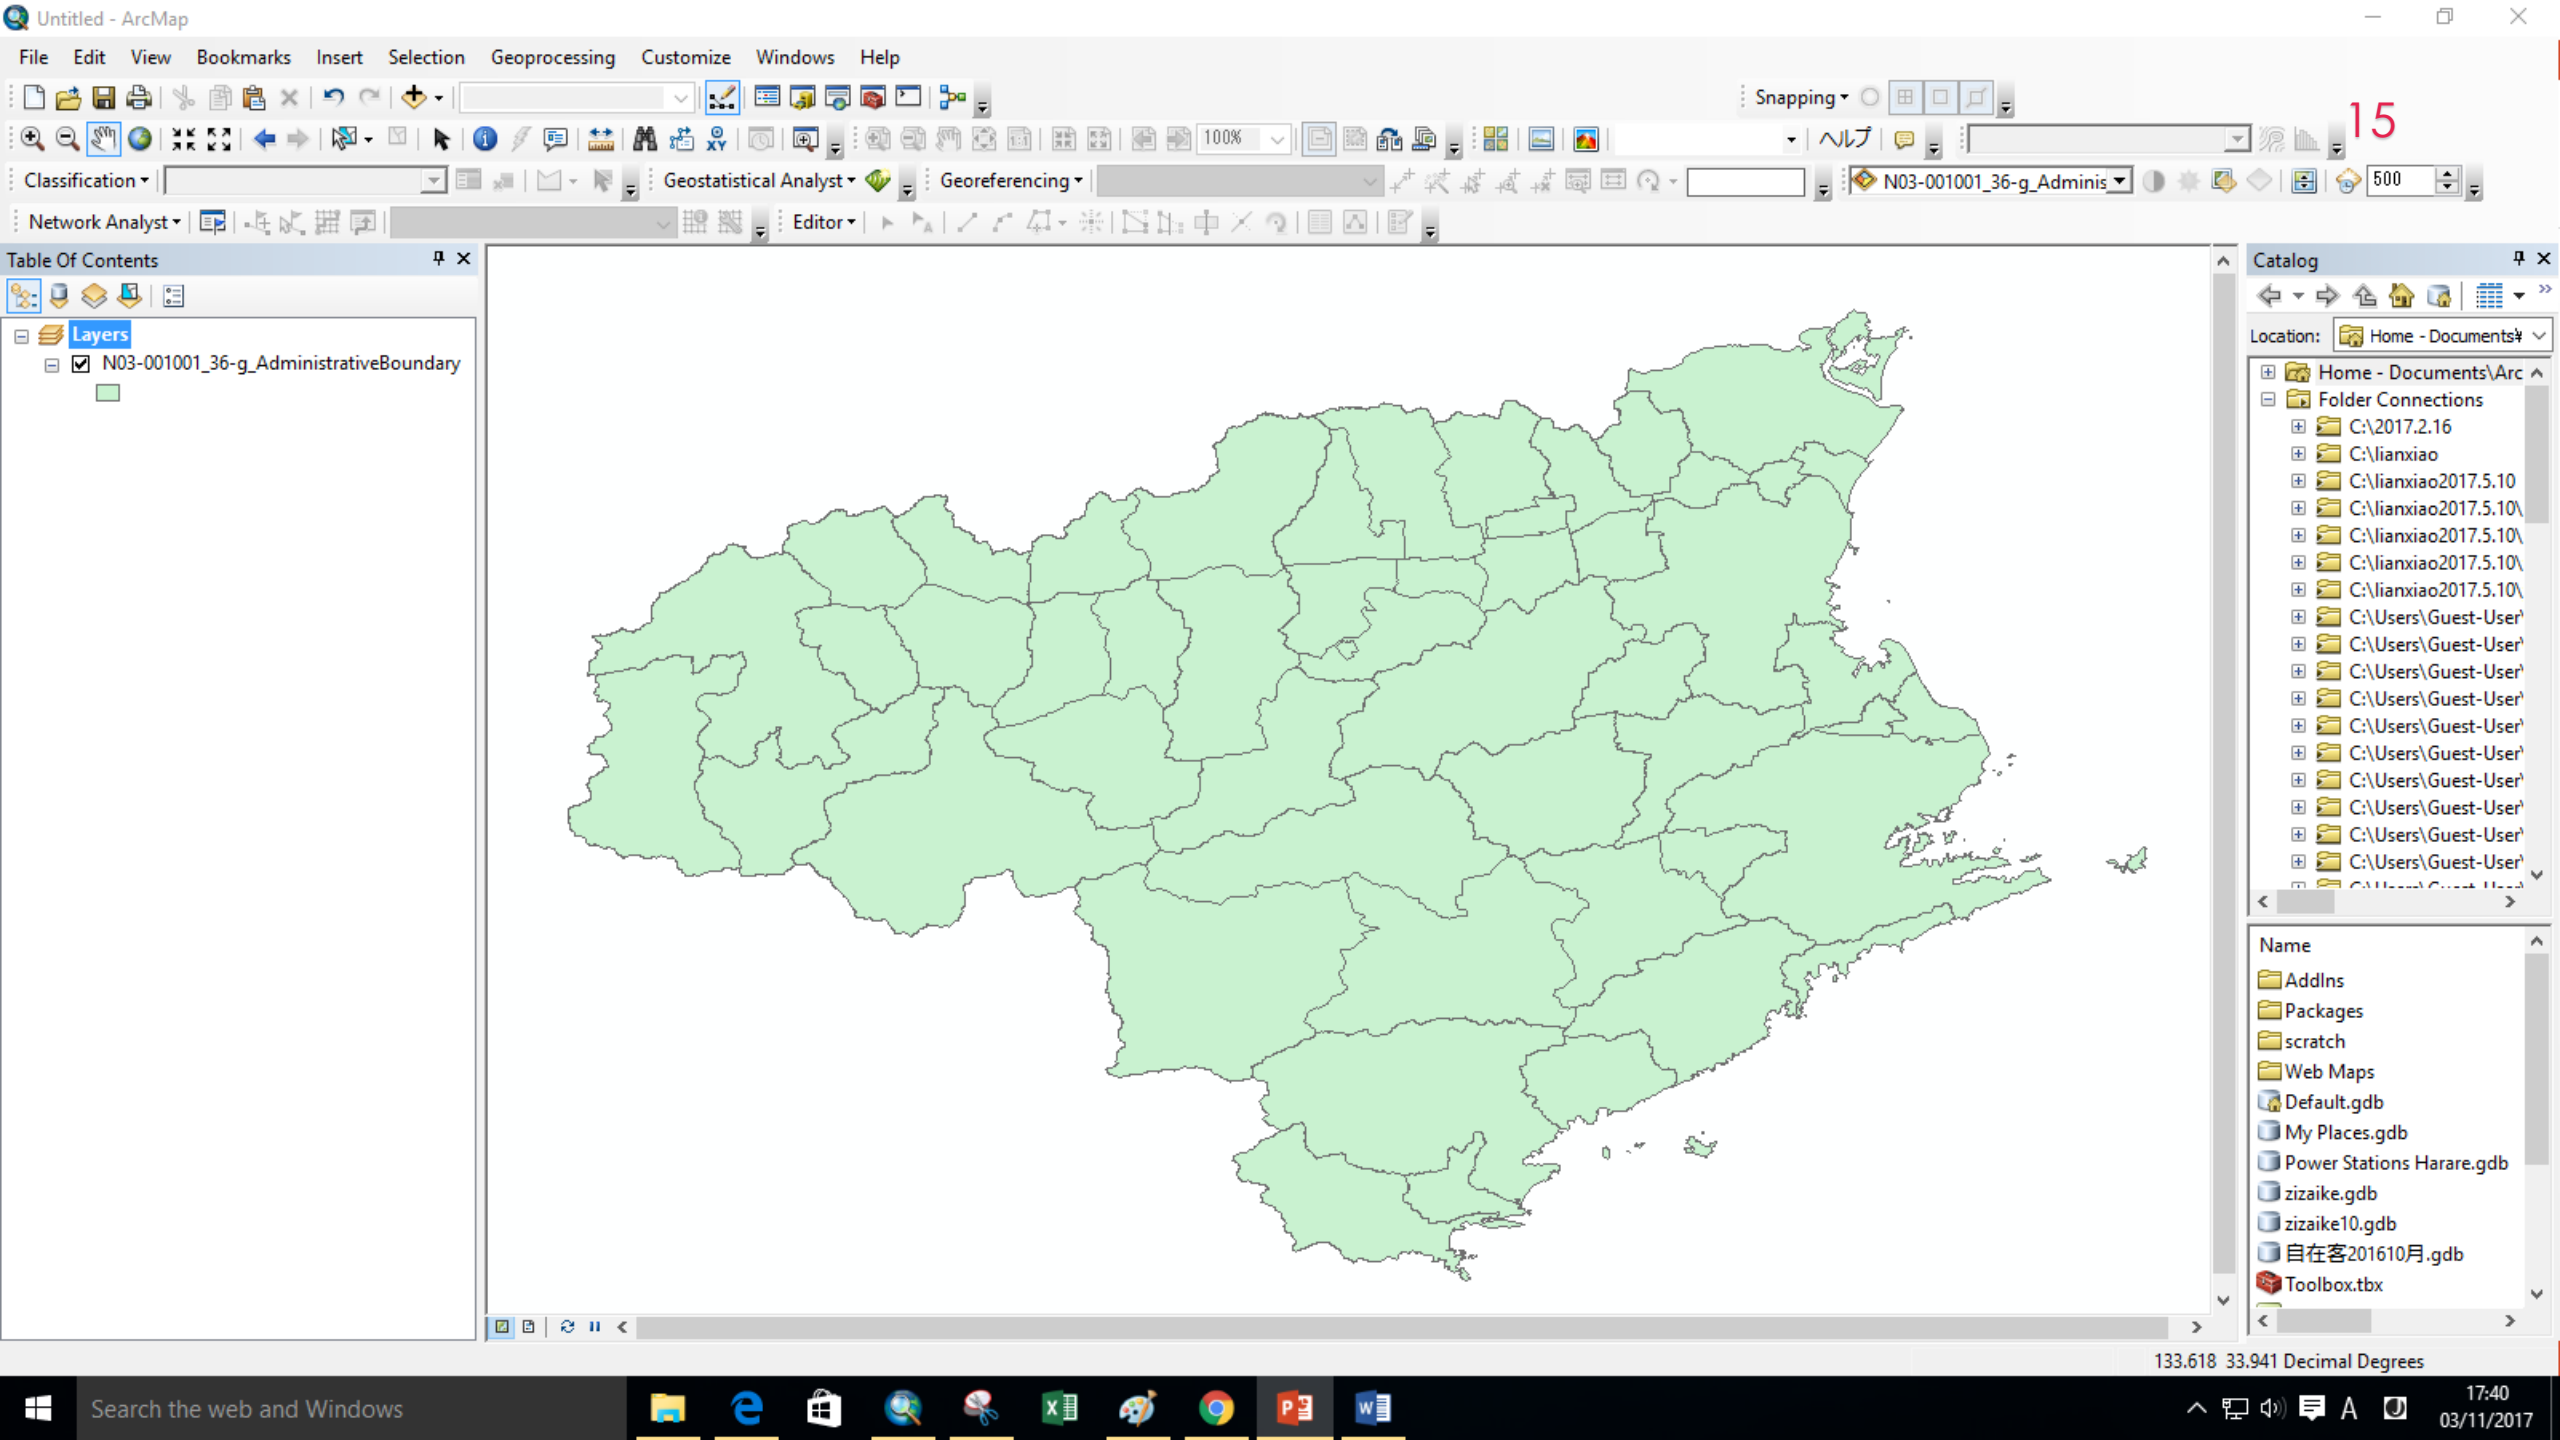 Untitled - ArcMap
File Edit View Bookmarks Insert Selection Geoprocessing Customize Windows Help
Snapping
15
100%
ヘルプ
Classification
Geostatistical Analyst
Georeferencing
N03-001001_36-g_Adminis
500
Network Analyst
Editor
Table Of Contents
Layers
N03-001001_36-g_AdministrativeBoundary
Catalog
Location: Home - Documents¥
Home - Documents\Arc
Folder Connections
C:\2017.2.16
C:\lianxiao
C:\lianxiao2017.5.10
C:\lianxiao2017.5.10\
C:\lianxiao2017.5.10\
C:\lianxiao2017.5.10\
C:\lianxiao2017.5.10\
C:\Users\Guest-User\
C:\Users\Guest-User\
C:\Users\Guest-User\
C:\Users\Guest-User\
C:\Users\Guest-User\
C:\Users\Guest-User\
C:\Users\Guest-User\
C:\Users\Guest-User\
C:\Users\Guest-User\
C:\Users\Guest-User\
Name
AddIns
Packages
scratch
Web Maps
Default.gdb
My Places.gdb
Power Stations Harare.gdb
zizaike.gdb
zizaike10.gdb
自在客201610月.gdb
Toolbox.tbx
133.618 33.941 Decimal Degrees
Search the web and Windows
A
17:40
03/11/2017